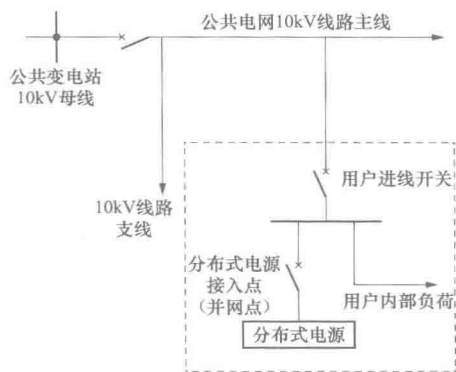 公共电网10kV线路主线
公共变电站
10kV母线
10kV线路
支线
用户进线开关
分布式电源
接入点
（并网点）
用户内部负荷
分布式电源